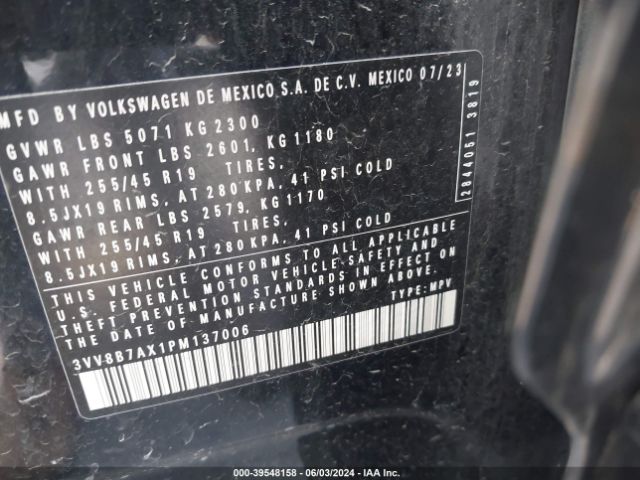 MFD BY VOLKSWAGEN DE MEXICO S.A. DE C.V. MEXICO 07/23
GVWR LBS 5071 KG 2300
GAWR FRONT LBS 2601, KG 1180
WITH 255/45 R19 TIRES,
8.5JX19 RIMS, AT 280 KPA, 41 PSI COLD
GAWR REAR LBS 2579, KG 1170
WITH 255/45 R19 TIRES,
8.5JX19 RIMS, AT 280 KPA, 41 PSI COLD
THIS VEHICLE CONFORMS TO ALL APPLICABLE
U.S. FEDERAL MOTOR VEHICLE SAFETY AND
THEFT PREVENTION STANDARDS IN EFFECT ON
THE DATE OF MANUFACTURE SHOWN ABOVE.
3VV8B7AX1PM137006 TYPE: MPV
2844051 3819
000-39548158 - 06/03/2024 - IAA Inc.